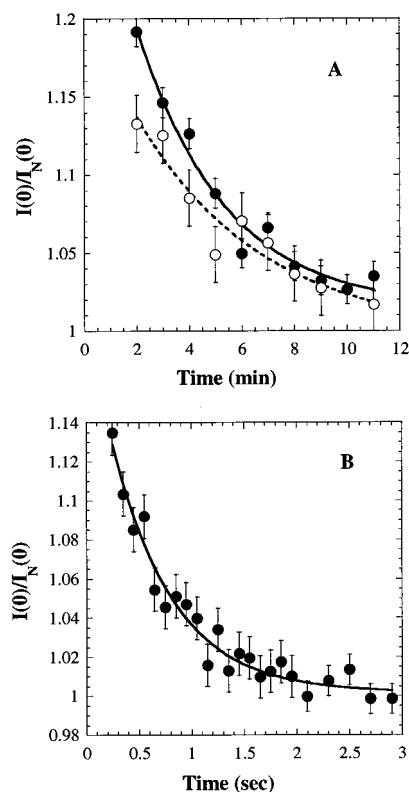 1.2
A
1.15
1.1
1.05
1
I(0)/I_N(0)
0 2 4 6 8 10 12
Time (min)
1.14
B
1.12
1.1
1.08
1.06
1.04
1.02
1
0.98
I(0)/I_N(0)
0 0.5 1 1.5 2 2.5 3
Time (sec)